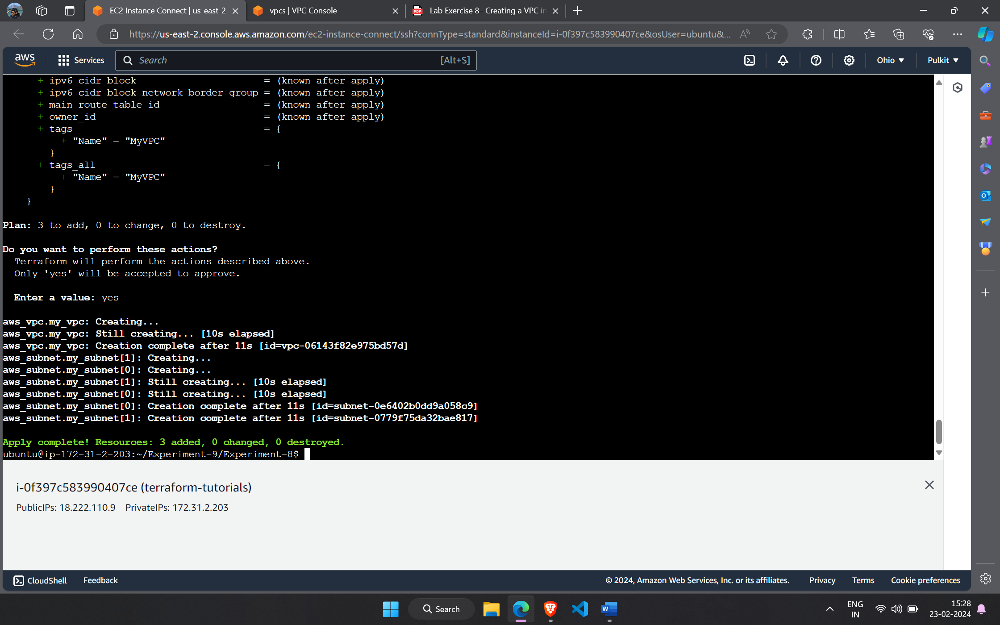 EC2 Instance Connect | us-east-2
vpcs | VPC Console
PDF
Lab Exercise 8– Creating a VPC in
https://us-east-2.console.aws.amazon.com/ec2-instance-connect/ssh?connType=standard&instanceId=i-0f397c583990407ce&osUser=ubuntu&...
aws
Services
Search
[Alt+S]
Ohio
Pulkit
+ ipv6_cidr_block = (known after apply)
+ ipv6_cidr_block_network_border_group = (known after apply)
+ main_route_table_id = (known after apply)
+ owner_id = (known after apply)
+ tags = {
+ "Name" = "MyVPC"
}
+ tags_all = {
+ "Name" = "MyVPC"
}
}
Plan: 3 to add, 0 to change, 0 to destroy.
Do you want to perform these actions?
Terraform will perform the actions described above.
Only 'yes' will be accepted to approve.
Enter a value: yes
aws_vpc.my_vpc: Creating...
aws_vpc.my_vpc: Still creating... [10s elapsed]
aws_vpc.my_vpc: Creation complete after 11s [id=vpc-06143f82e975bd57d]
aws_subnet.my_subnet[1]: Creating...
aws_subnet.my_subnet[0]: Creating...
aws_subnet.my_subnet[1]: Still creating... [10s elapsed]
aws_subnet.my_subnet[0]: Still creating... [10s elapsed]
aws_subnet.my_subnet[0]: Creation complete after 11s [id=subnet-0e6402b0dd9a058c9]
aws_subnet.my_subnet[1]: Creation complete after 11s [id=subnet-0779f75da32bae817]
Apply complete! Resources: 3 added, 0 changed, 0 destroyed.
ubuntu@ip-172-31-2-203:~/Experiment-9/Experiment-8$
i-0f397c583990407ce (terraform-tutorials)
PublicIPs: 18.222.110.9 PrivateIPs: 172.31.2.203
CloudShell
Feedback
© 2024, Amazon Web Services, Inc. or its affiliates.
Privacy
Terms
Cookie preferences
Search
ENG
IN
15:28
23-02-2024